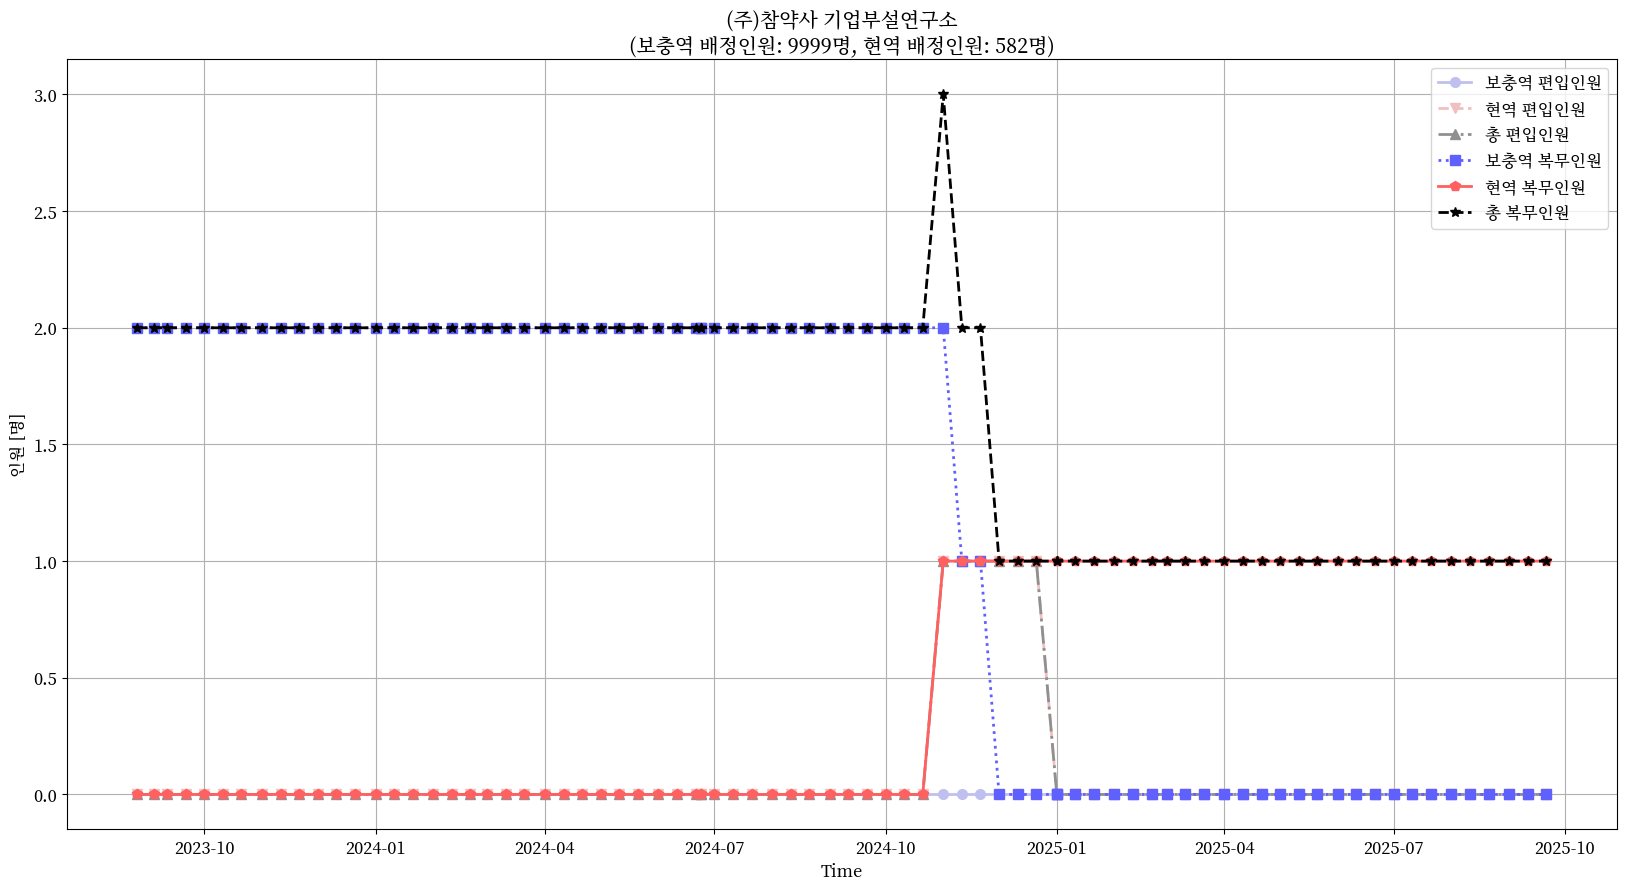 (주)참약사 기업부설연구소
(보충역 배정인원: 9999명, 현역 배정인원: 582명)
보충역 편입인원
현역 편입인원
총 편입인원
보충역 복무인원
현역 복무인원
총 복무인원
인원 [명]
3.0
2.5
2.0
1.5
1.0
0.5
0.0
2023-10
2024-01
2024-04
2024-07
2024-10
2025-01
2025-04
2025-07
2025-10
Time